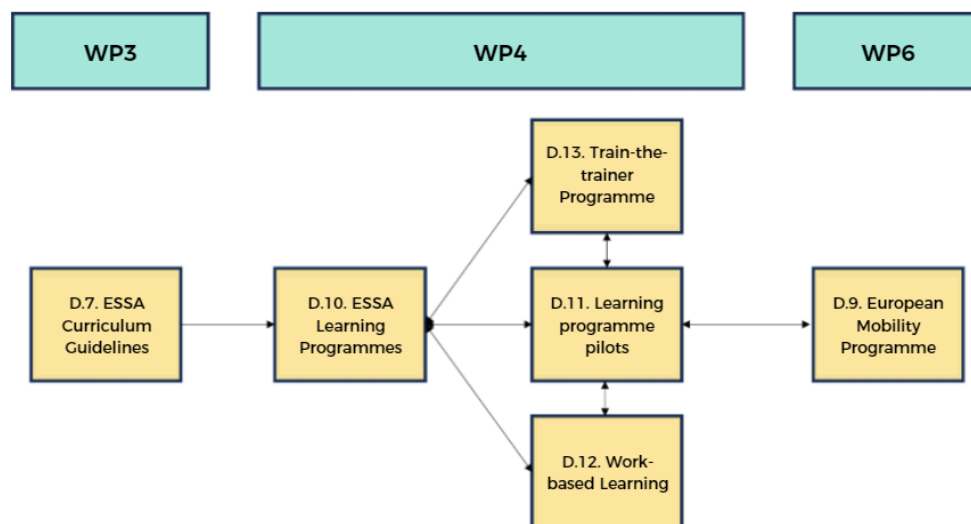 WP3
WP4
WP6
D.13. Train-the-
trainer
Programme
D.7. ESSA
Curriculum
Guidelines
D.10. ESSA
Learning
Programmes
D.11. Learning
programme
pilots
D.9. European
Mobility
Programme
D.12. Work-
based Learning